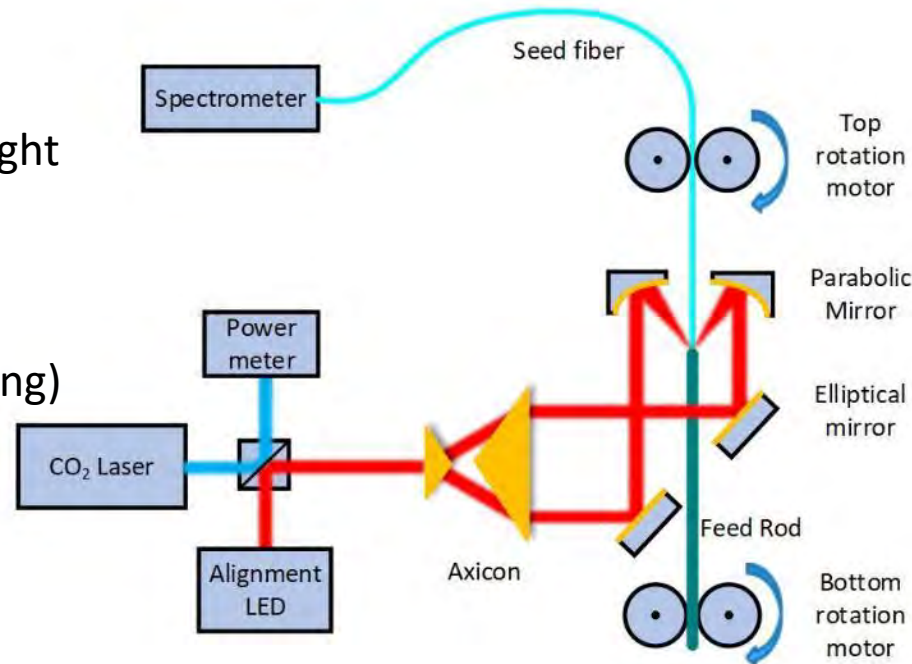 Seed fiber
Spectrometer
ght
Top
rotation
motor
Parabolic
Mirror
Power
meter
ng)
Elliptical
mirror
CO₂ Laser
Feed Rod
Axicon
Alignment
LED
Bottom
rotation
motor